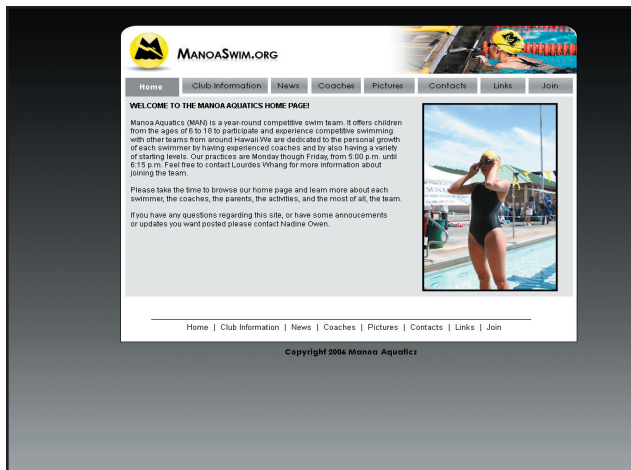 MANOASWIM.ORG
Home Club Information News Coaches Pictures Contacts Links Join
WELCOME TO THE MANOA AQUATICS HOME PAGE!
Manoa Aquatics (MAN) is a year-round competitive swim team. It offers children
from the ages of 6 to 18 to participate and experience competitive swimming
with other teams from around Hawaii.We are dedicated to the personal growth
of each swimmer by having experienced coaches and by also having a variety
of starting levels. Our practices are Monday though Friday, from 5:00 p.m. until
6:15 p.m. Feel free to contact Lourdes Whang for more information about
joining the team.
Please take the time to browse our home page and learn more about each
swimmer, the coaches, the parents, the activities, and the most of all, the team.
If you have any questions regarding this site, or have some annoucements
or updates you want posted please contact Nadine Owen.
Home | Club Information | News | Coaches | Pictures | Contacts | Links | Join
Copyright 2006 Manoa Aquatics